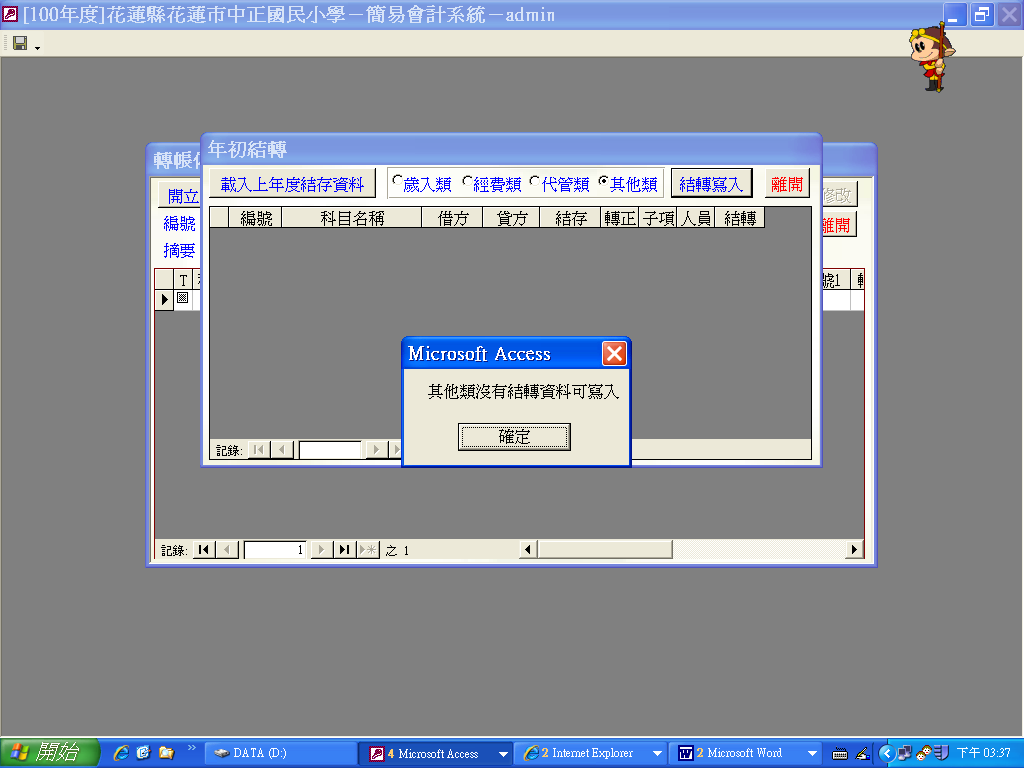 [100年度]花蓮縣花蓮市中正國民小學－簡易會計系統－admin
年初結轉
轉帳
載入上年度結存資料 歲入類 經費類 代管類 其他類 結轉寫入 離開
開立 修改
編號 科目名稱 借方 貸方 結存 轉正 子項 人員 結轉
編號 離開
摘要
T 號1
Microsoft Access
其他類沒有結轉資料可寫入
確定
記錄:
記錄: 1 之 1
開始 » DATA (D:) 4 Microsoft Access 2 Internet Explorer 2 Microsoft Word 下午 03:37